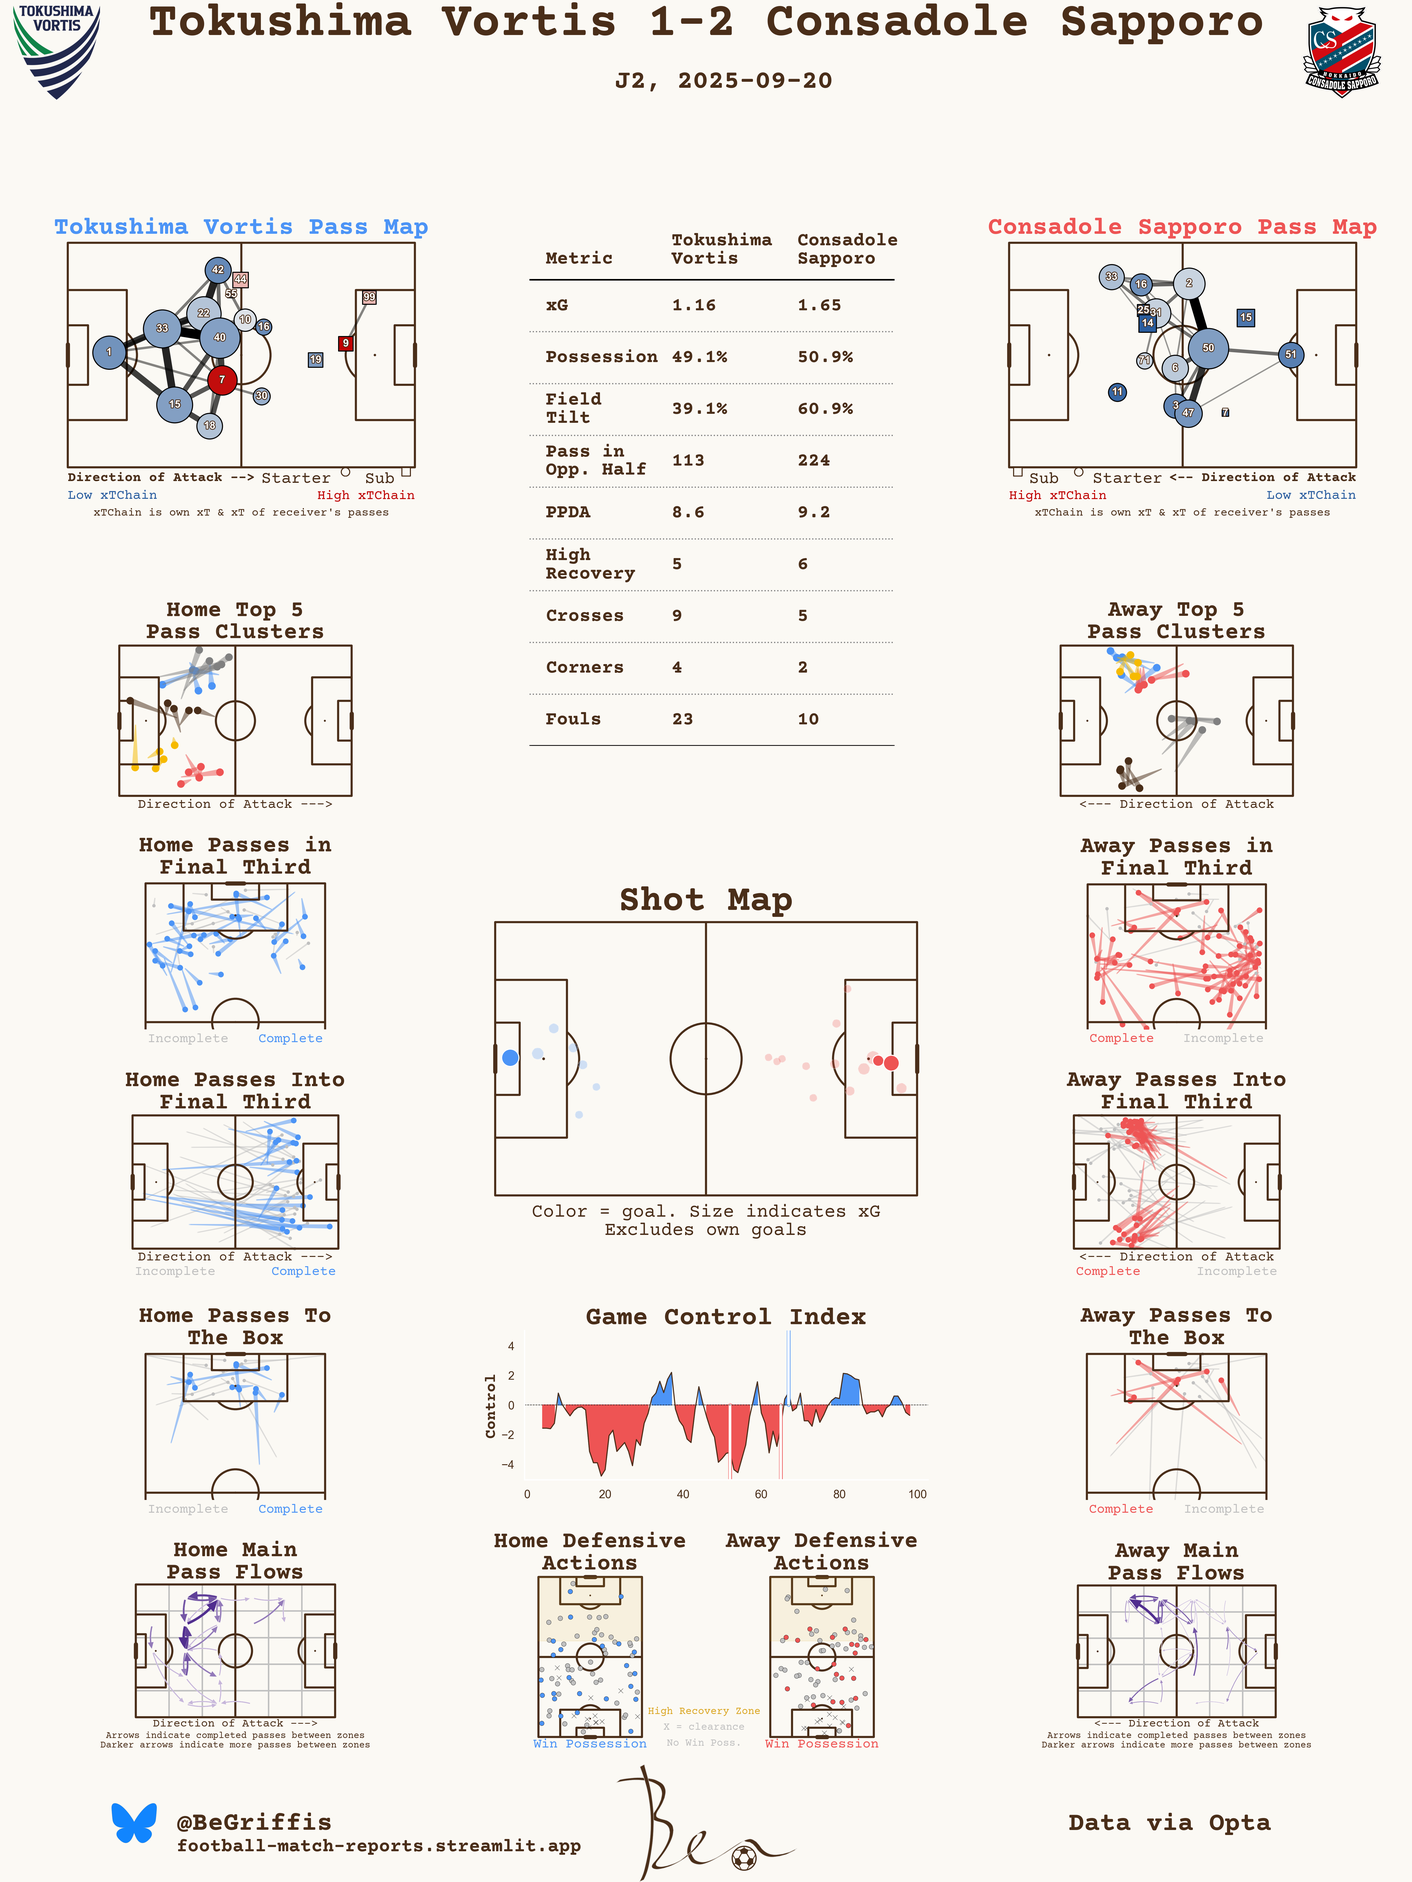 TOKUSHIMA
VORTIS
Tokushima Vortis 1-2 Consadole Sapporo
J2, 2025-09-20
CS
HOKKAIDO
CONSADOLE SAPPORO
Tokushima Vortis Pass Map
42
44
55
99
22
10
16
33
40
9
1
19
7
15
30
18
Direction of Attack --> Starter Sub
Low xTChain High xTChain
xTChain is own xT & xT of receiver's passes
Metric Tokushima Vortis Consadole Sapporo
xG 1.16 1.65
Possession 49.1% 50.9%
Field Tilt 39.1% 60.9%
Pass in Opp. Half 113 224
PPDA 8.6 9.2
High Recovery 5 6
Crosses 9 5
Corners 4 2
Fouls 23 10
Consadole Sapporo Pass Map
33
16
2
25
31
14
15
50
51
71
6
11
3
47
7
Sub Starter <-- Direction of Attack
High xTChain Low xTChain
xTChain is own xT & xT of receiver's passes
Home Top 5
Pass Clusters
Direction of Attack --->
Away Top 5
Pass Clusters
<--- Direction of Attack
Home Passes in
Final Third
Incomplete Complete
Away Passes in
Final Third
Complete Incomplete
Shot Map
Color = goal. Size indicates xG
Excludes own goals
Home Passes Into
Final Third
Direction of Attack --->
Incomplete Complete
Away Passes Into
Final Third
<--- Direction of Attack
Complete Incomplete
Home Passes To
The Box
Incomplete Complete
Game Control Index
Control
4
2
0
−2
−4
0 20 40 60 80 100
Away Passes To
The Box
Complete Incomplete
Home Main
Pass Flows
Direction of Attack --->
Arrows indicate completed passes between zones
Darker arrows indicate more passes between zones
Home Defensive
Actions
Win Possession
High Recovery Zone
X = clearance
No Win Poss.
Away Defensive
Actions
Win Possession
Away Main
Pass Flows
<--- Direction of Attack
Arrows indicate completed passes between zones
Darker arrows indicate more passes between zones
@BeGriffis
football-match-reports.streamlit.app
Ben
Data via Opta